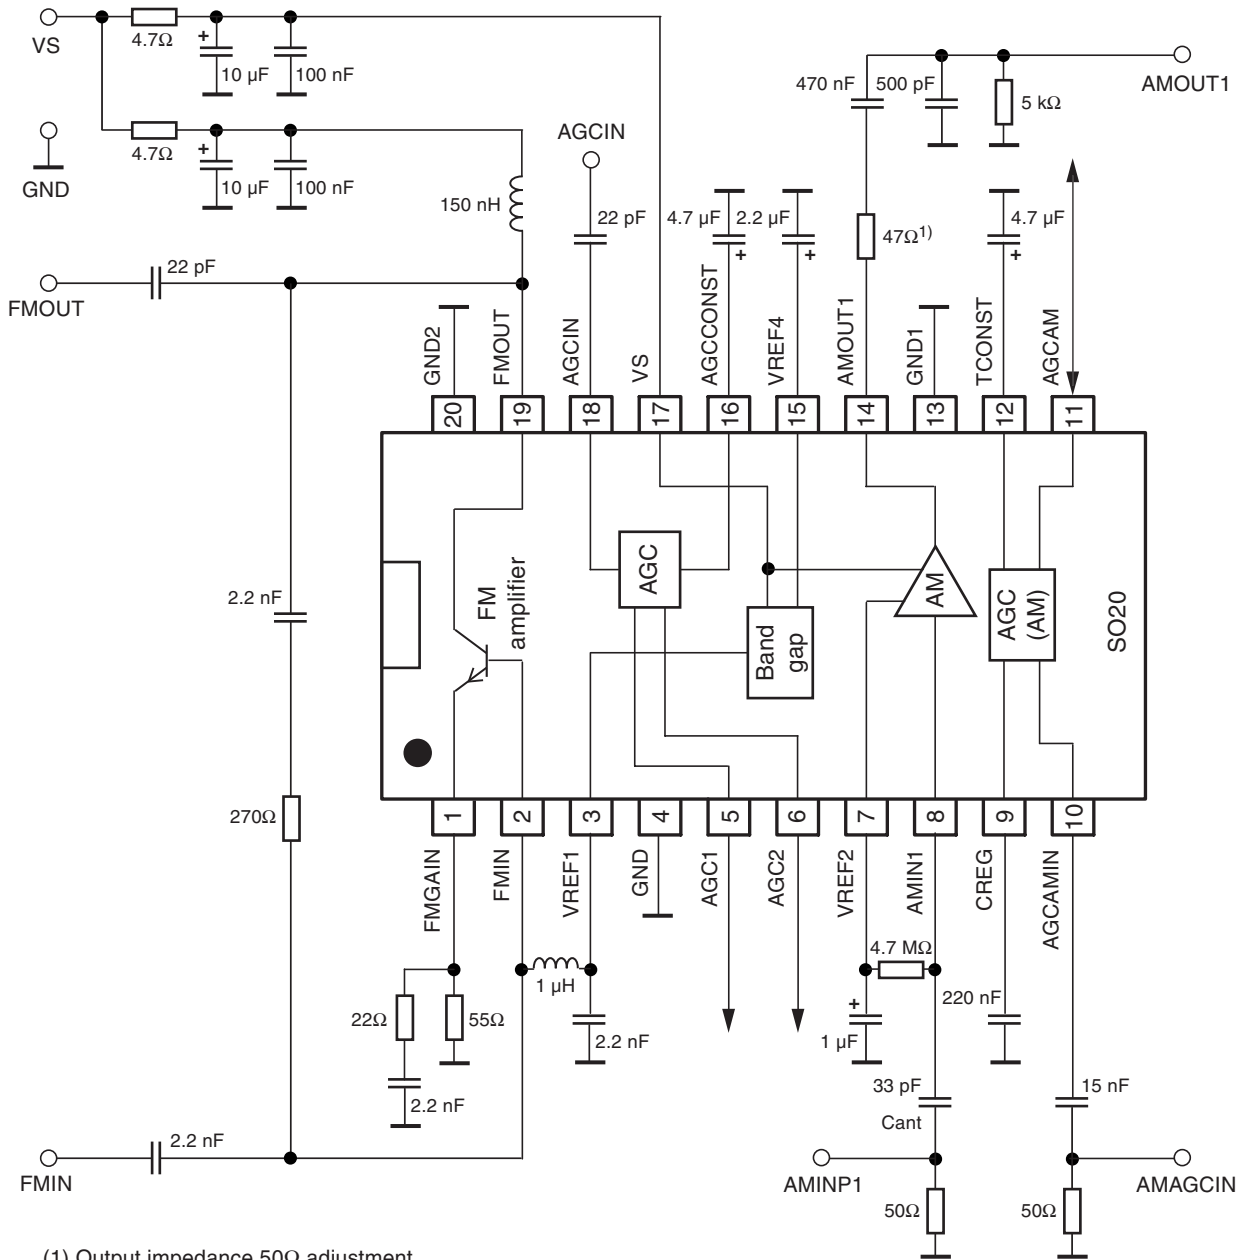 VS
4.7Ω
+
10 µF
100 nF
4.7Ω
+
10 µF
100 nF
GND
150 nH
FMOUT
22 pF
AGCIN
22 pF
4.7 µF
+
2.2 µF
+
470 nF
500 pF
5 kΩ
AMOUT1
47Ω1)
4.7 µF
+
GND2
FMOUT
AGCIN
VS
AGCCONST
VREF4
AMOUT1
GND1
TCONST
AGCAM
20
19
18
17
16
15
14
13
12
11
2.2 nF
270Ω
FM
amplifier
AGC
Band
gap
AM
AGC
(AM)
SO20
1
2
3
4
5
6
7
8
9
10
FMGAIN
FMIN
VREF1
GND
AGC1
AGC2
VREF2
AMIN1
CREG
AGCAMIN
22Ω
55Ω
2.2 nF
1 µH
2.2 nF
4.7 MΩ
+
1 µF
220 nF
33 pF
Cant
15 nF
2.2 nF
FMIN
AMINP1
50Ω
50Ω
AMAGCIN
(1) Output impedance 50Ω adjustment